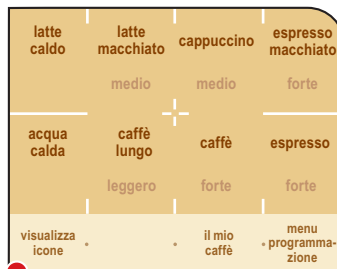 latte
caldo
latte
macchiato
medio
cappuccino
medio
espresso
macchiato
forte
acqua
calda
caffè
lungo
leggero
caffè
forte
espresso
forte
visualizza
icone
il mio
caffè
menu
programma-
zione